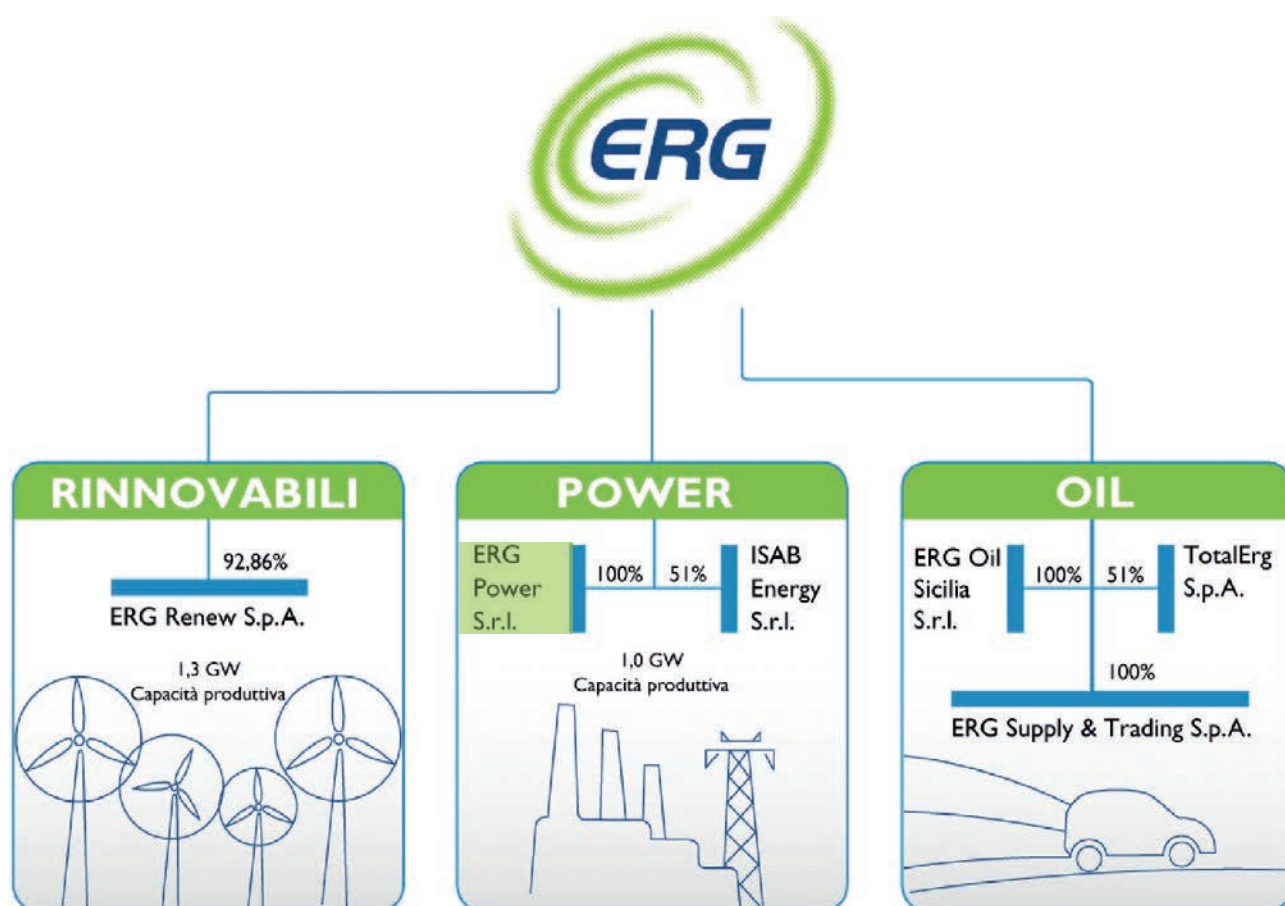 ERG
RINNOVABILI
92,86%
ERG Renew S.p.A.
1,3 GW
Capacità produttiva
POWER
ERG
Power
S.r.l.
100%
51%
ISAB
Energy
S.r.l.
1,0 GW
Capacità produttiva
OIL
ERG Oil
Sicilia
S.r.l.
100%
51%
TotalErg
S.p.A.
100%
ERG Supply & Trading S.p.A.